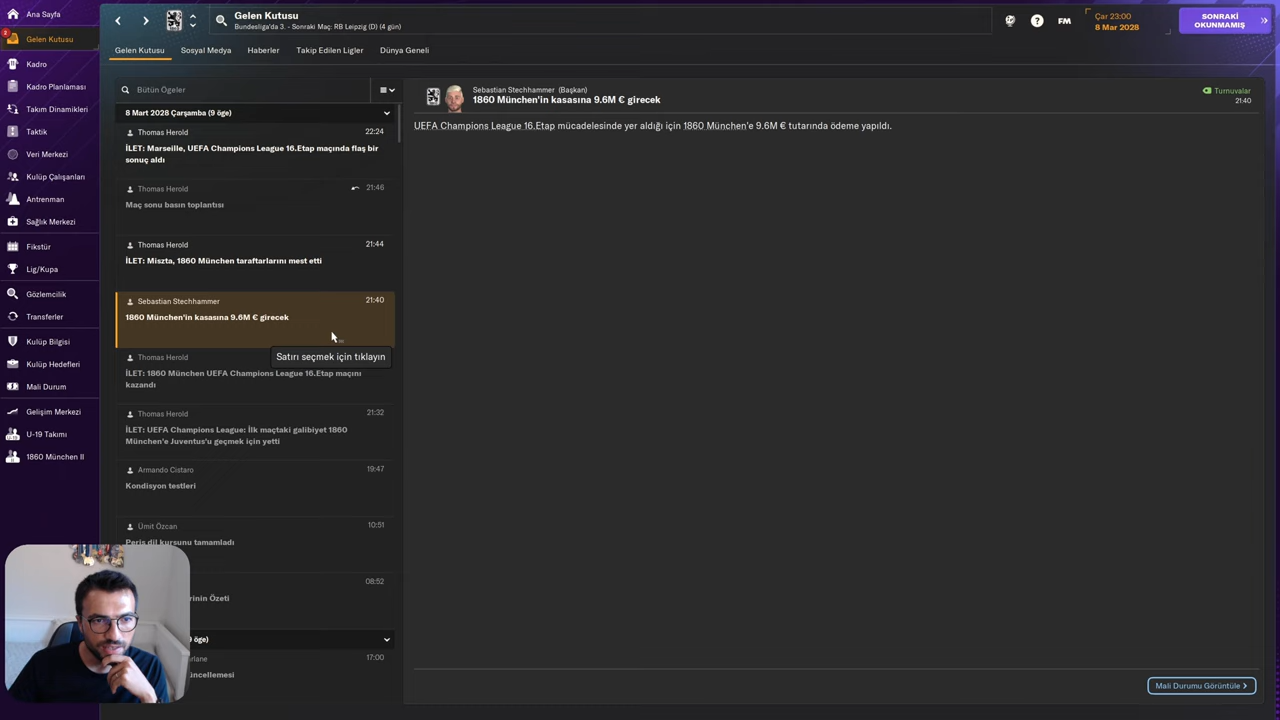 Ana Sayfa
2
Gelen Kutusu
Kadro
Kadro Planlaması
Takım Dinamikleri
Taktik
Veri Merkezi
Kulüp Çalışanları
Antrenman
Sağlık Merkezi
Fikstür
Lig/Kupa
Gözlemcilik
Transferler
Kulüp Bilgisi
Kulüp Hedefleri
Mali Durum
Gelişim Merkezi
U-19 Takımı
1860 München II
Gelen Kutusu
Bundesliga'da 3. - Sonraki Maç: RB Leipzig (D) (4 gün)
FM
Çar 23:00
8 Mar 2028
SONRAKİ
OKUNMAMIŞ
Gelen Kutusu
Sosyal Medya
Haberler
Takip Edilen Ligler
Dünya Geneli
Bütün Ögeler
8 Mart 2028 Çarşamba (9 öge)
Thomas Herold 22:24
İLET: Marseille, UEFA Champions League 16.Etap maçında flaş bir
sonuç aldı
Thomas Herold 21:46
Maç sonu basın toplantısı
Thomas Herold 21:44
İLET: Miszta, 1860 München taraftarlarını mest etti
Sebastian Stechhammer 21:40
1860 München'in kasasına 9.6M € girecek
Satırı seçmek için tıklayın
Thomas Herold
İLET: 1860 München UEFA Champions League 16.Etap maçını
kazandı
Thomas Herold 21:32
İLET: UEFA Champions League: İlk maçtaki galibiyet 1860
München'e Juventus'u geçmek için yetti
Armando Cistaro 19:47
Kondisyon testleri
Ümit Özcan 10:51
Peris dil kursunu tamamladı
08:52
rinin Özeti
öge)
arlane 17:00
üncellemesi
Sebastian Stechhammer (Başkan)
1860 München'in kasasına 9.6M € girecek
Turnuvalar
21:40
UEFA Champions League 16.Etap mücadelesinde yer aldığı için 1860 München'e 9.6M € tutarında ödeme yapıldı.
Mali Durumu Görüntüle